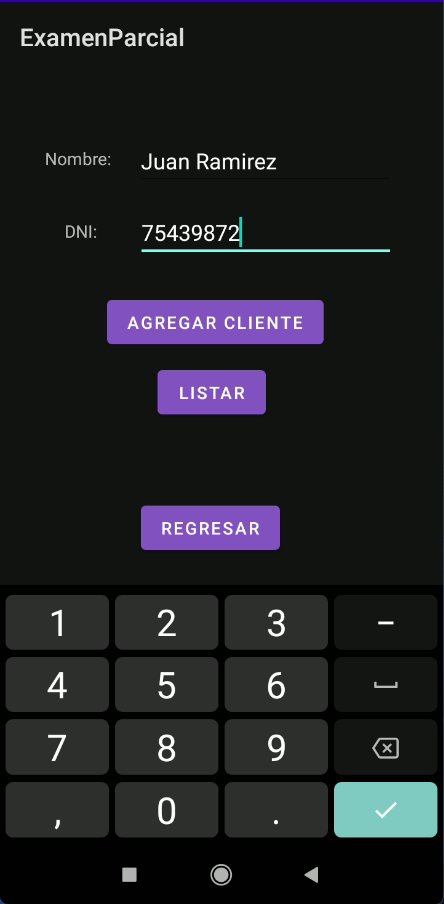 ExamenParcial
Nombre: Juan Ramirez
DNI: 75439872
AGREGAR CLIENTE
LISTAR
REGRESAR
1 2 3 -
4 5 6
7 8 9
, 0 .